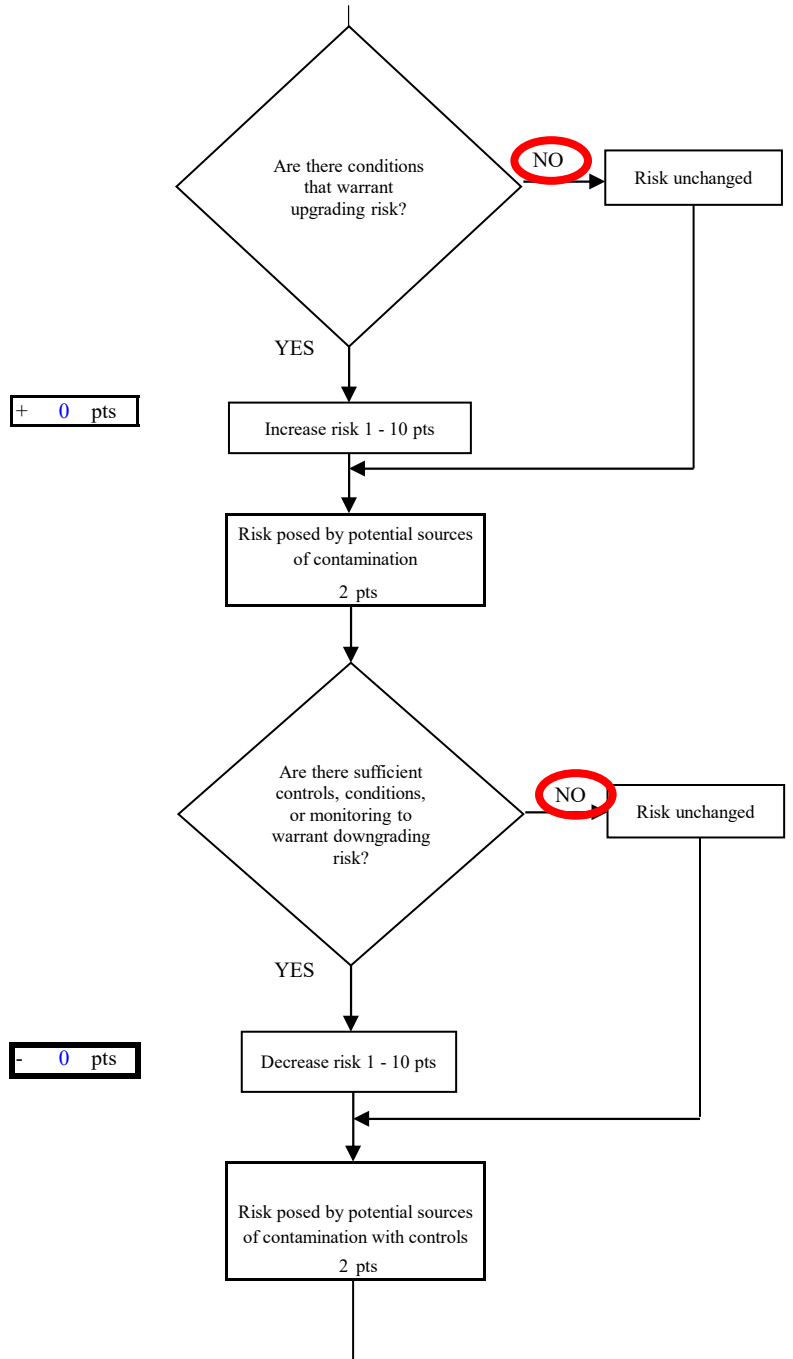 Are there conditions
that warrant
upgrading risk?
NO
Risk unchanged
YES
+ 0 pts
Increase risk 1 - 10 pts
Risk posed by potential sources
of contamination
2 pts
Are there sufficient
controls, conditions,
or monitoring to
warrant downgrading
risk?
NO
Risk unchanged
YES
- 0 pts
Decrease risk 1 - 10 pts
Risk posed by potential sources
of contamination with controls
2 pts